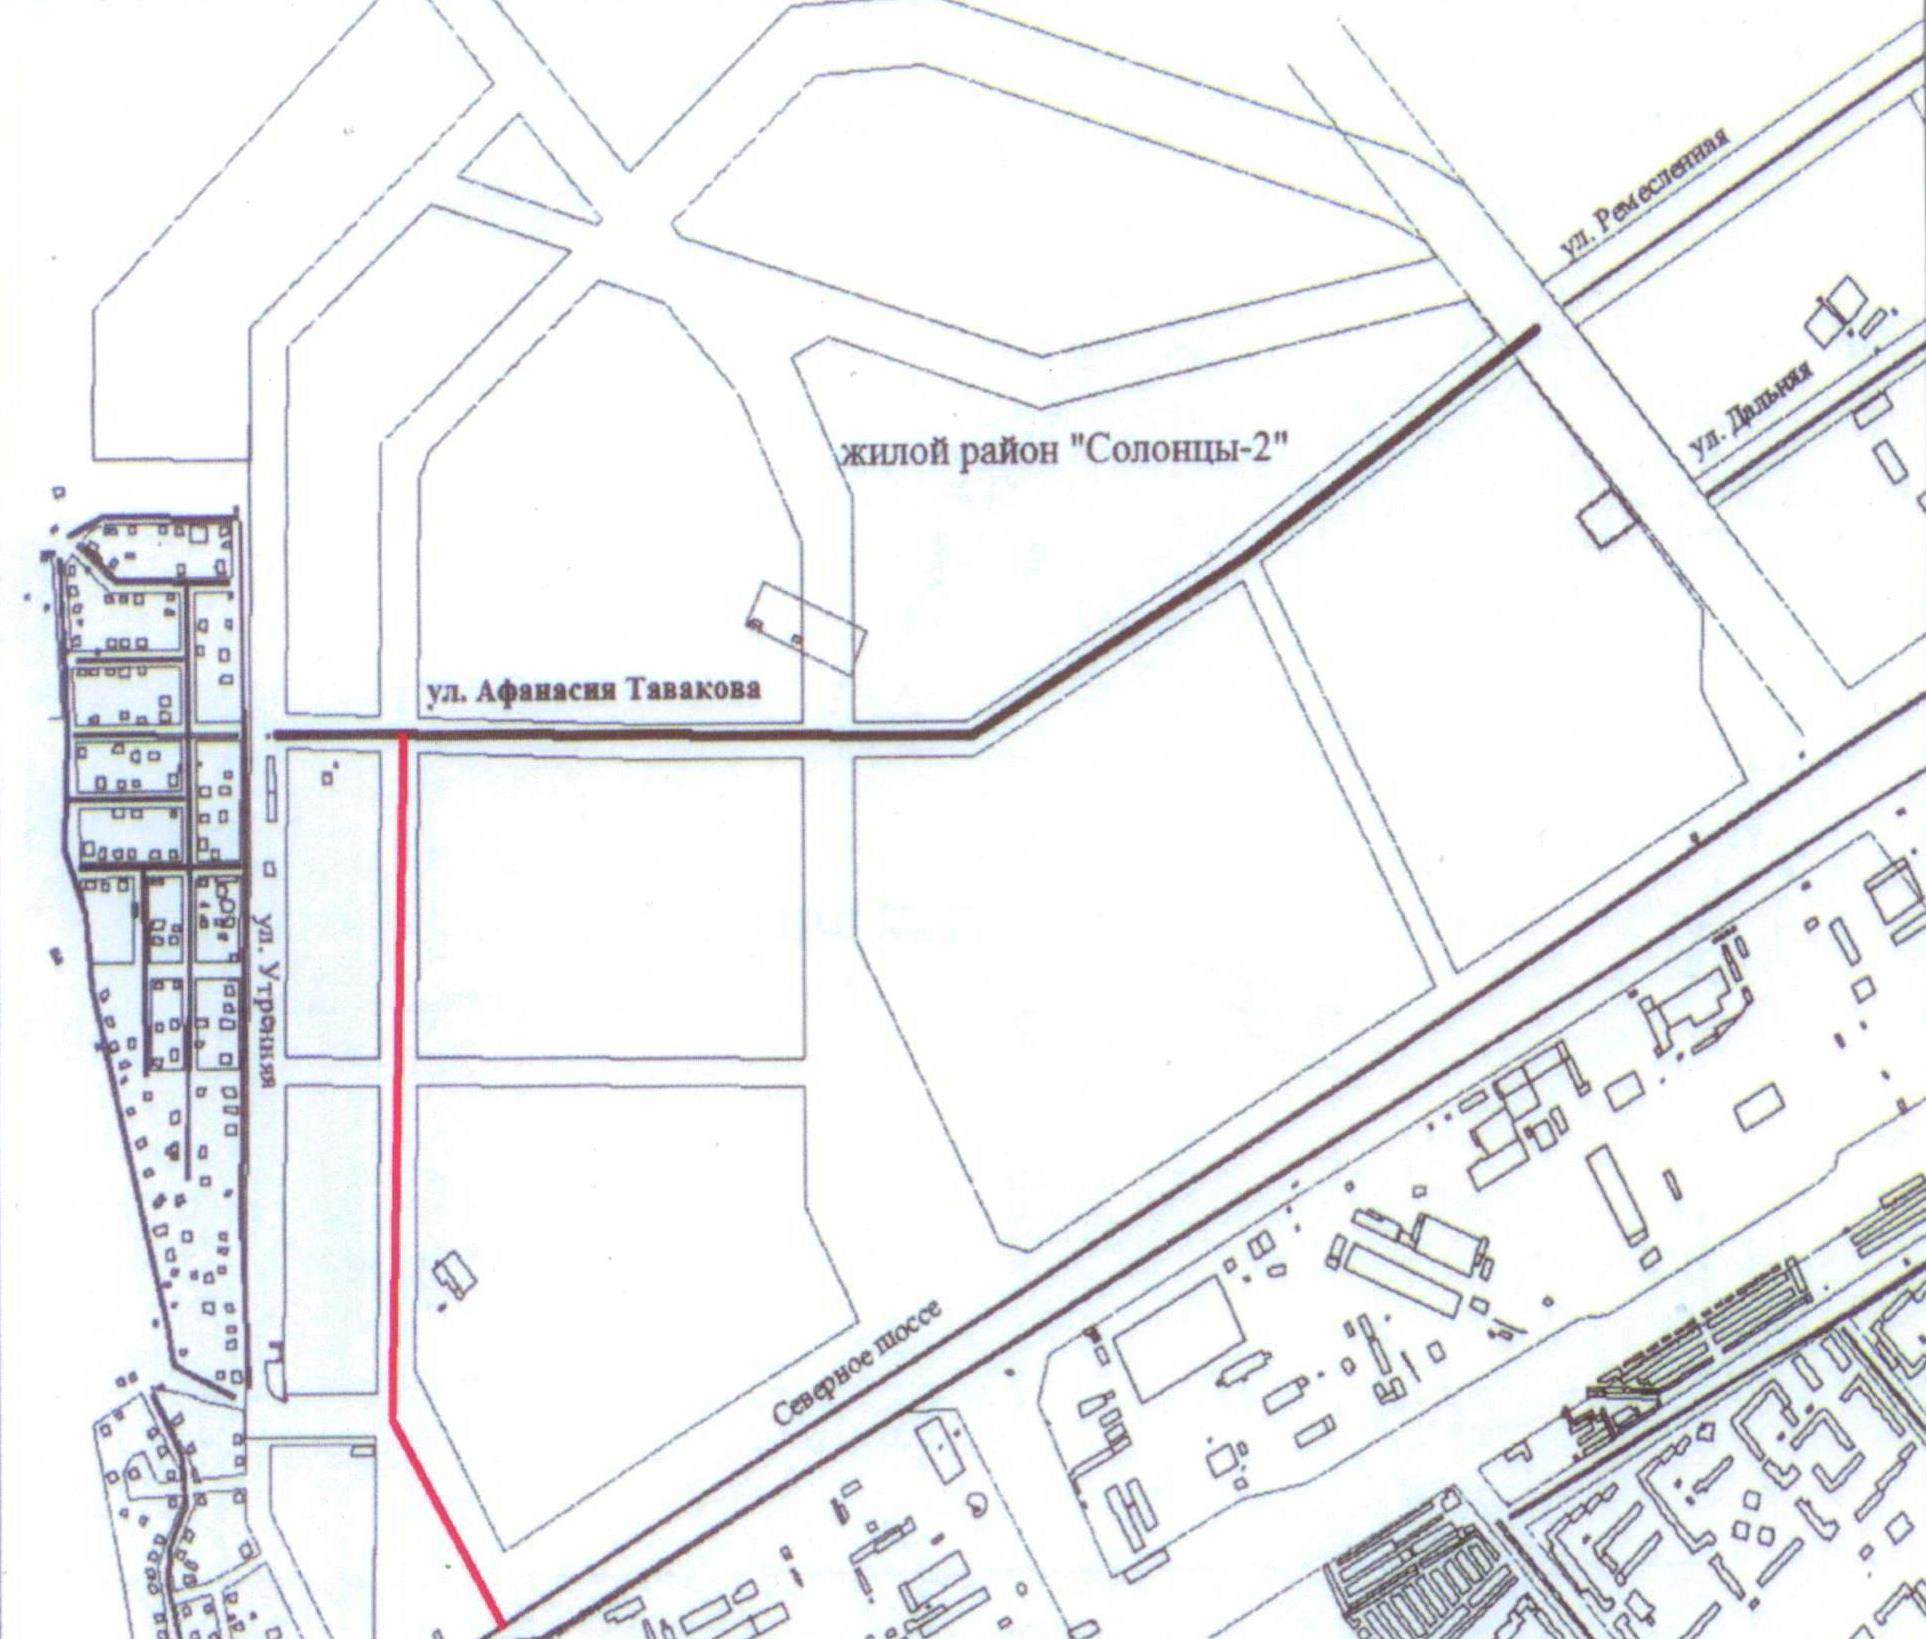 ул. Ремесленная
ул. Дальняя
жилой район "Солонцы-2"
ул. Афанасия Тавакова
ул. Утренняя
Северное шоссе